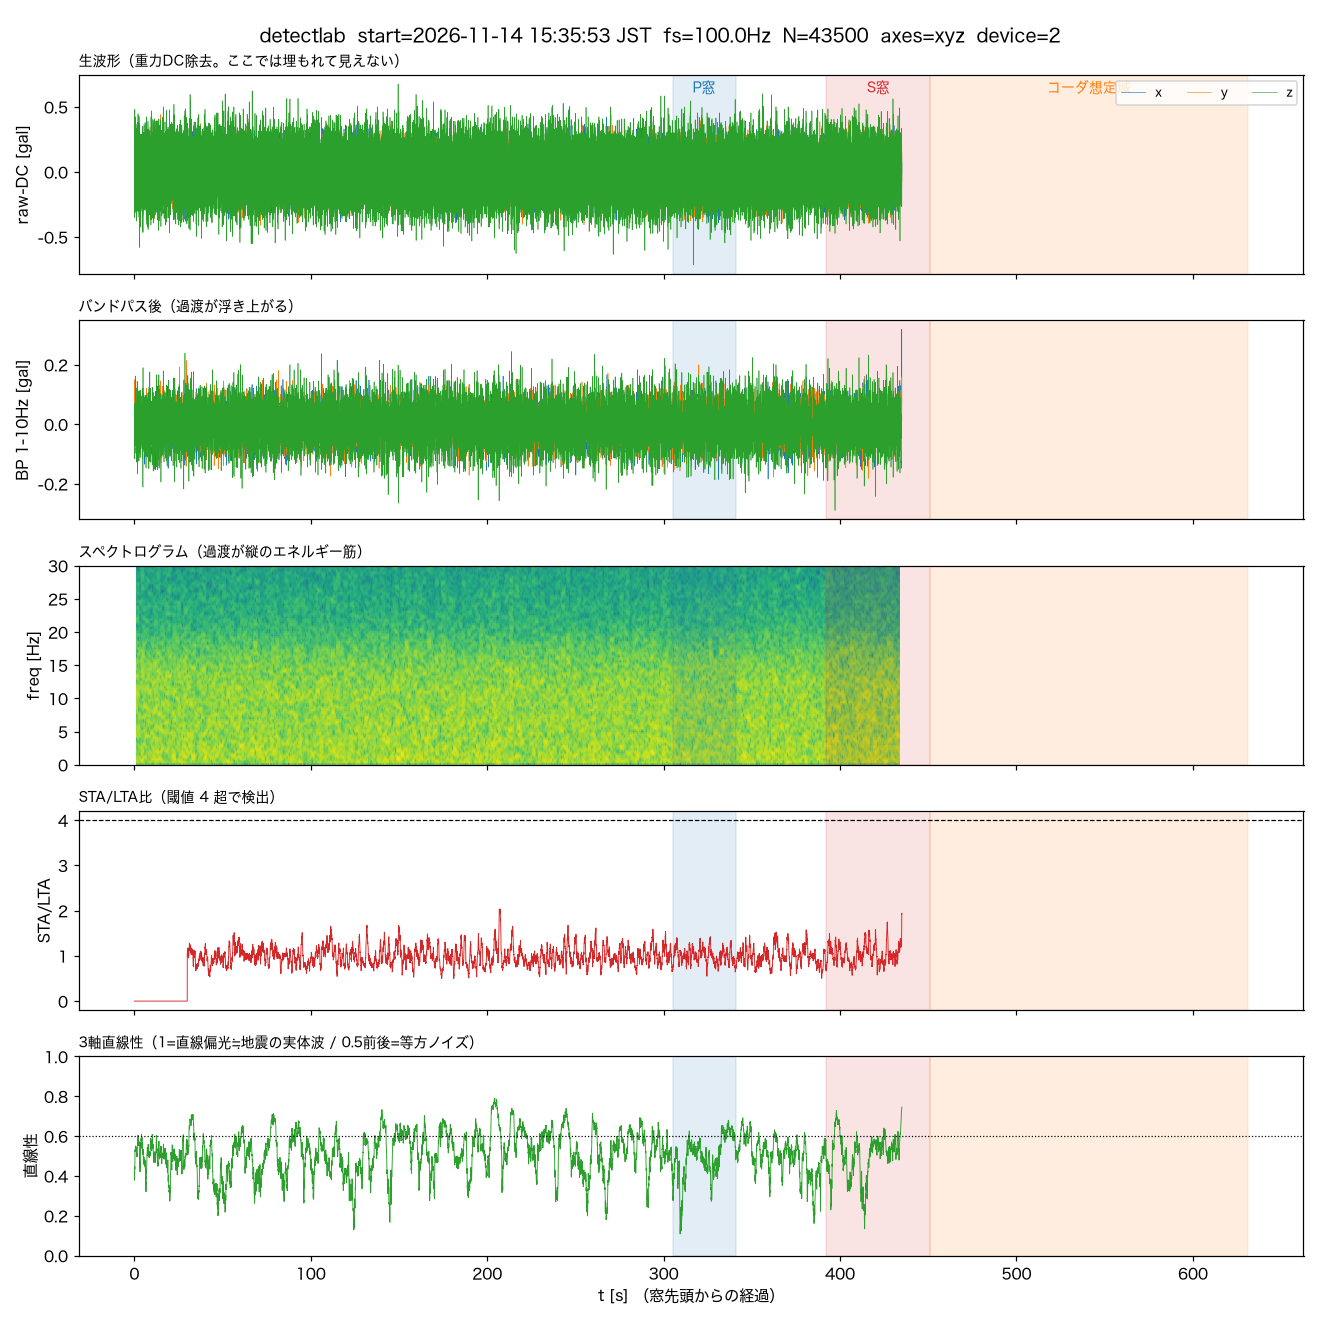 detectlab start=2026-11-14 15:35:53 JST fs=100.0Hz N=43500 axes=xyz device=2
生波形（重力DC除去。ここでは埋もれて見えない）
raw-DC [gal]
0.5
0.0
-0.5
P窓
S窓
コーダ想定
x
y
z
バンドパス後（過渡が浮き上がる）
BP 1-10Hz [gal]
0.2
0.0
-0.2
スペクトログラム（過渡が縦のエネルギー筋）
freq [Hz]
30
25
20
15
10
5
0
STA/LTA比（閾値 4 超で検出）
STA/LTA
4
3
2
1
0
3軸直線性（1=直線偏光≒地震の実体波 / 0.5前後=等方ノイズ）
直線性
1.0
0.8
0.6
0.4
0.2
0.0
0
100
200
300
400
500
600
t [s] （窓先頭からの経過）